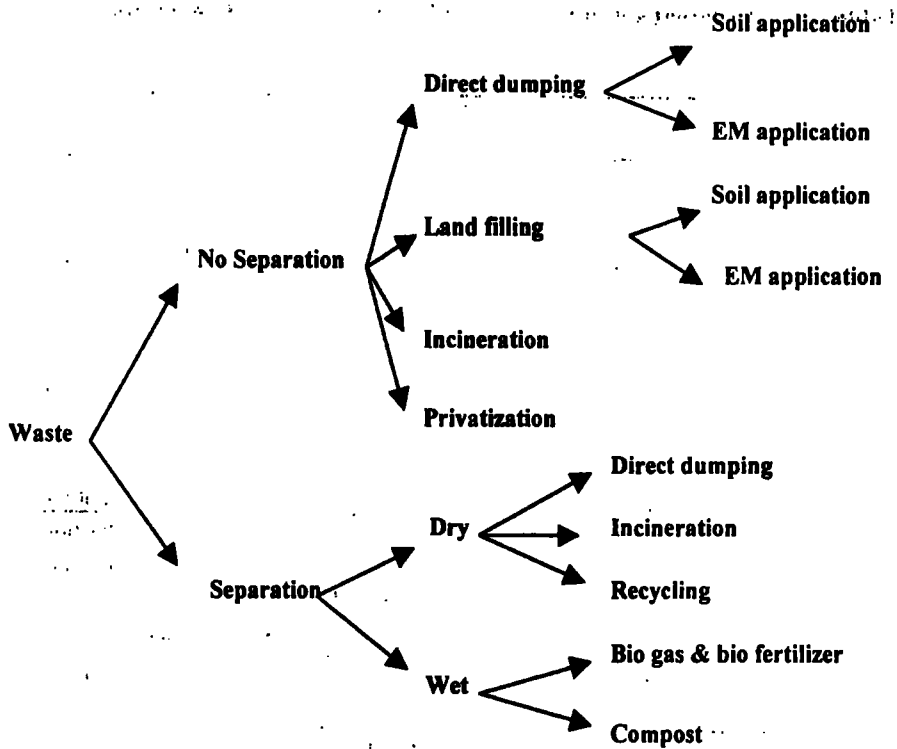 Soil application
Direct dumping
EM application
Soil application
Land filling
No Separation
EM application
Incineration
Privatization
Waste
Direct dumping
Dry
Incineration
Separation
Recycling
Bio gas & bio fertilizer
Wet
Compost